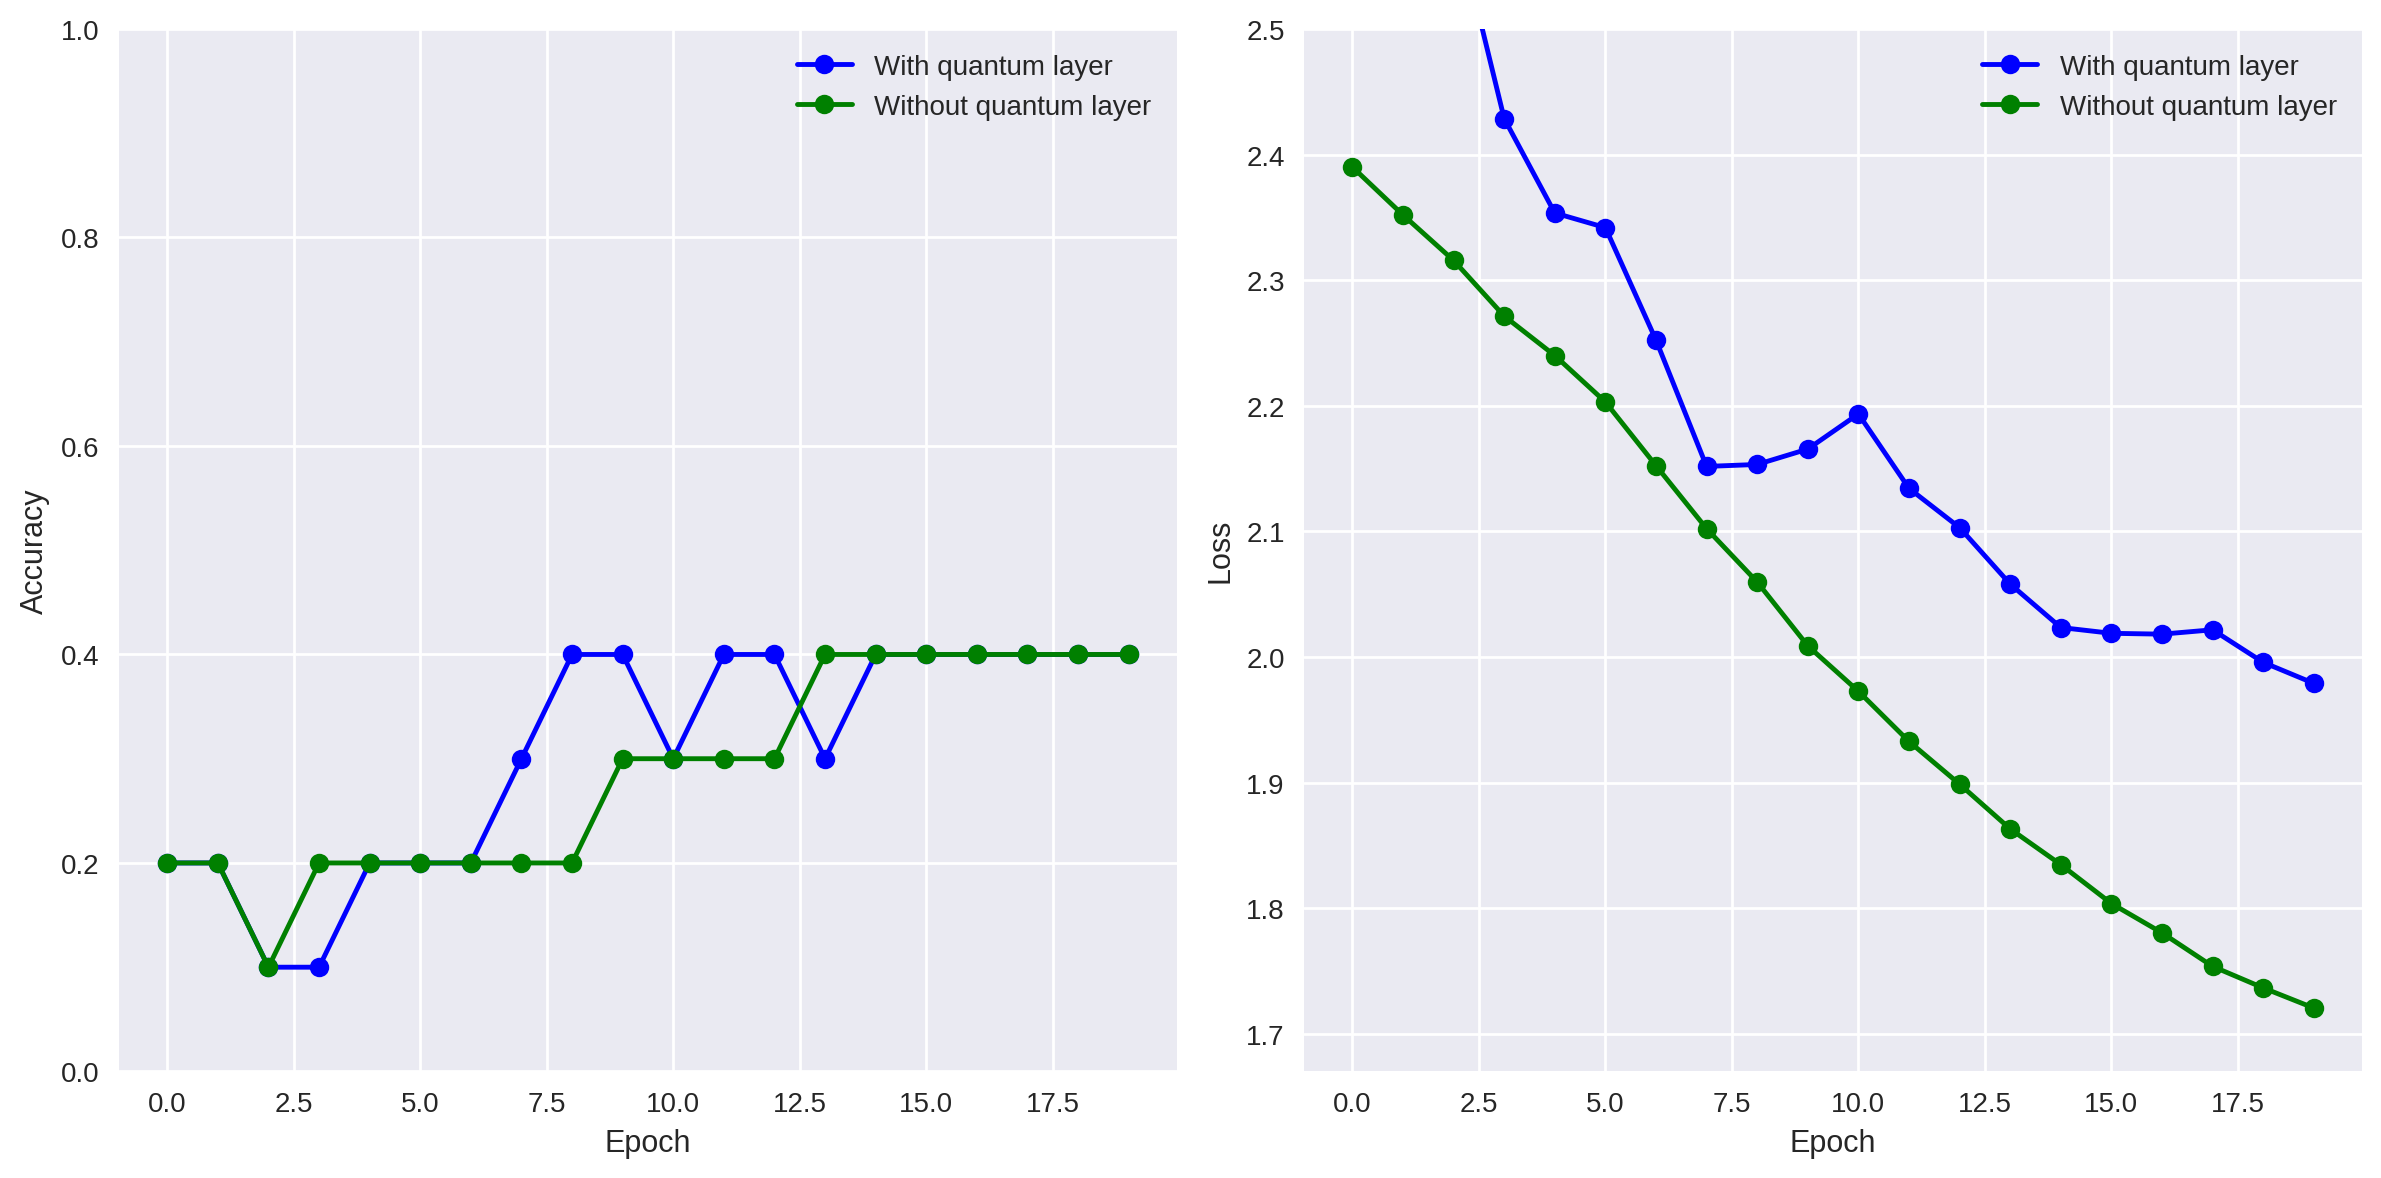 With quantum layer
Without quantum layer
1.0
0.8
0.6
0.4
0.2
0.0
Accuracy
0.0 2.5 5.0 7.5 10.0 12.5 15.0 17.5
Epoch
With quantum layer
Without quantum layer
2.5
2.4
2.3
2.2
2.1
2.0
1.9
1.8
1.7
Loss
0.0 2.5 5.0 7.5 10.0 12.5 15.0 17.5
Epoch